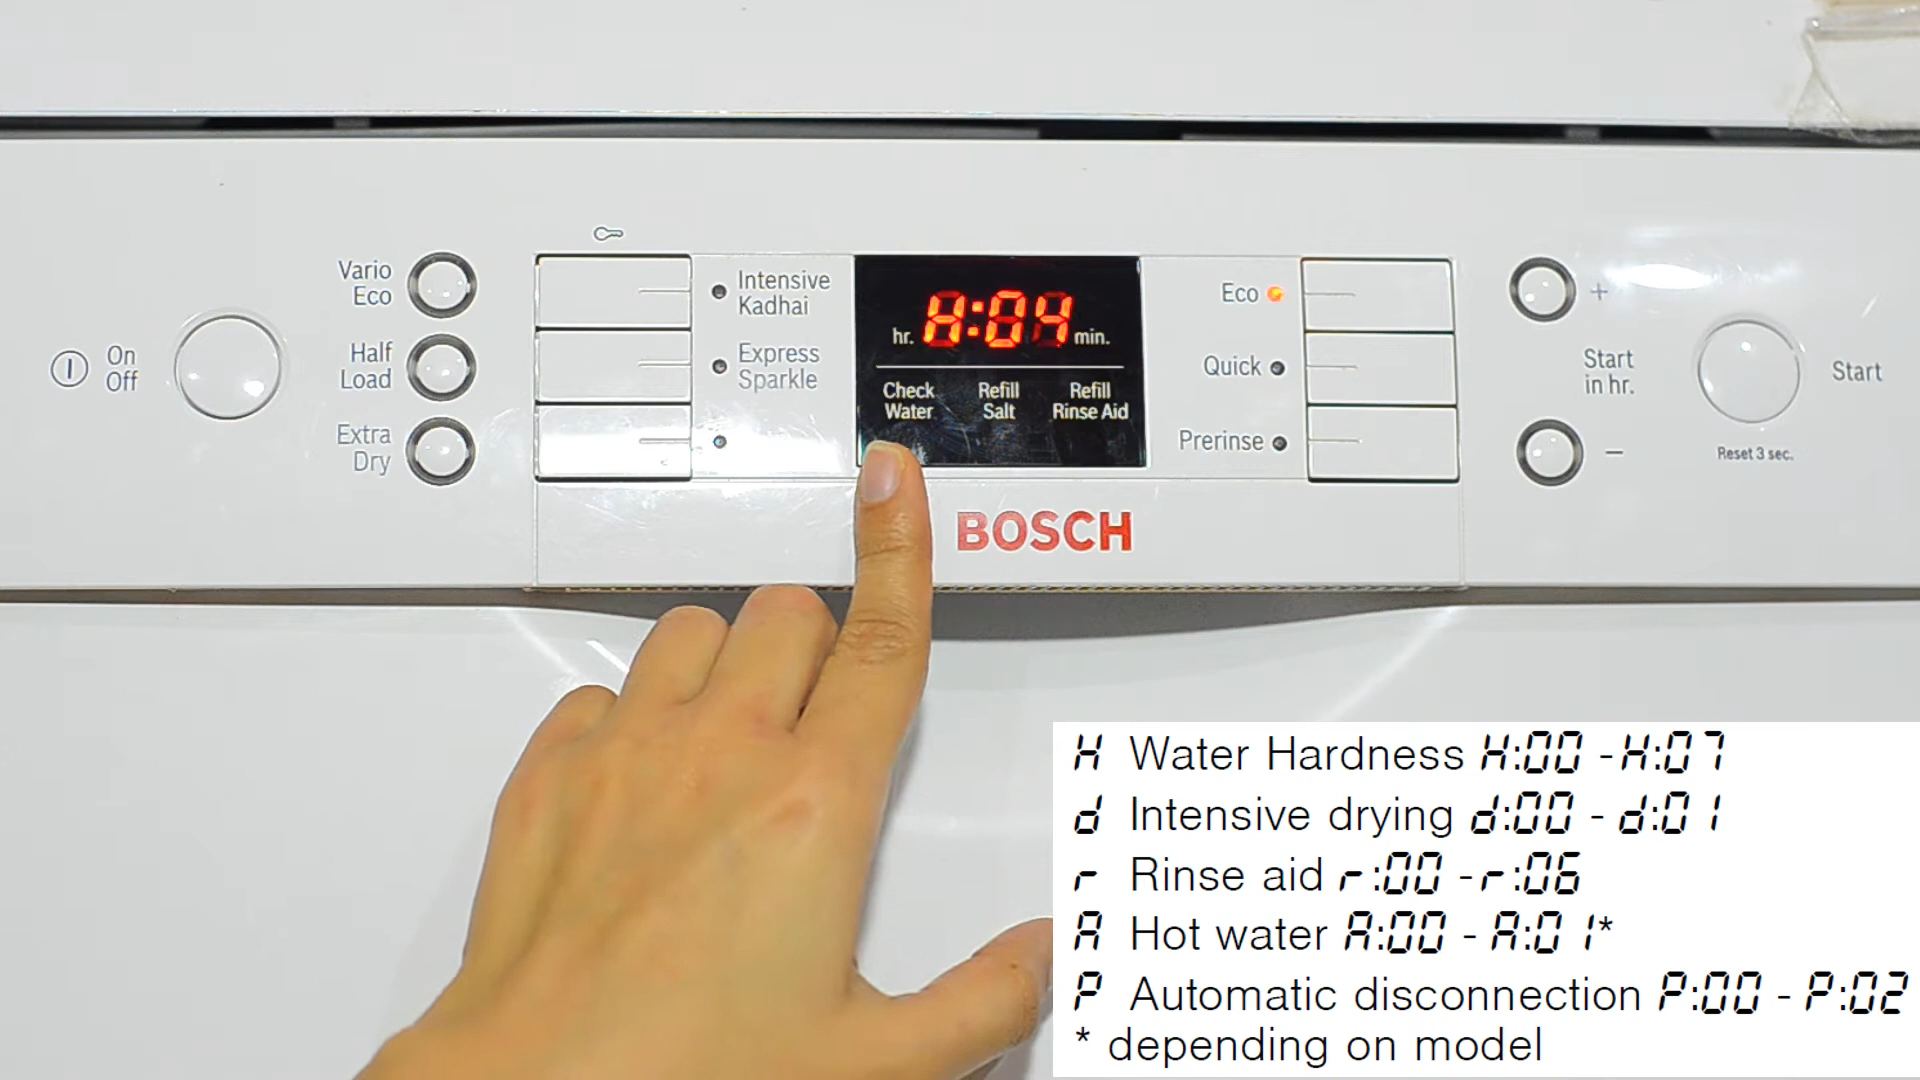 On
Off
Vario
Eco
Half
Load
Extra
Dry
Intensive
Kadhai
Express
Sparkle
H:04
hr.
min.
Check
Water
Refill
Salt
Refill
Rinse Aid
Eco
Quick
Prerinse
+
Start
in hr.
−
Start
Reset 3 sec.
BOSCH
H Water Hardness H:00 - H:07
d Intensive drying d:00 - d:01
r Rinse aid r:00 - r:06
A Hot water A:00 - A:01*
P Automatic disconnection P:00 - P:02
* depending on model